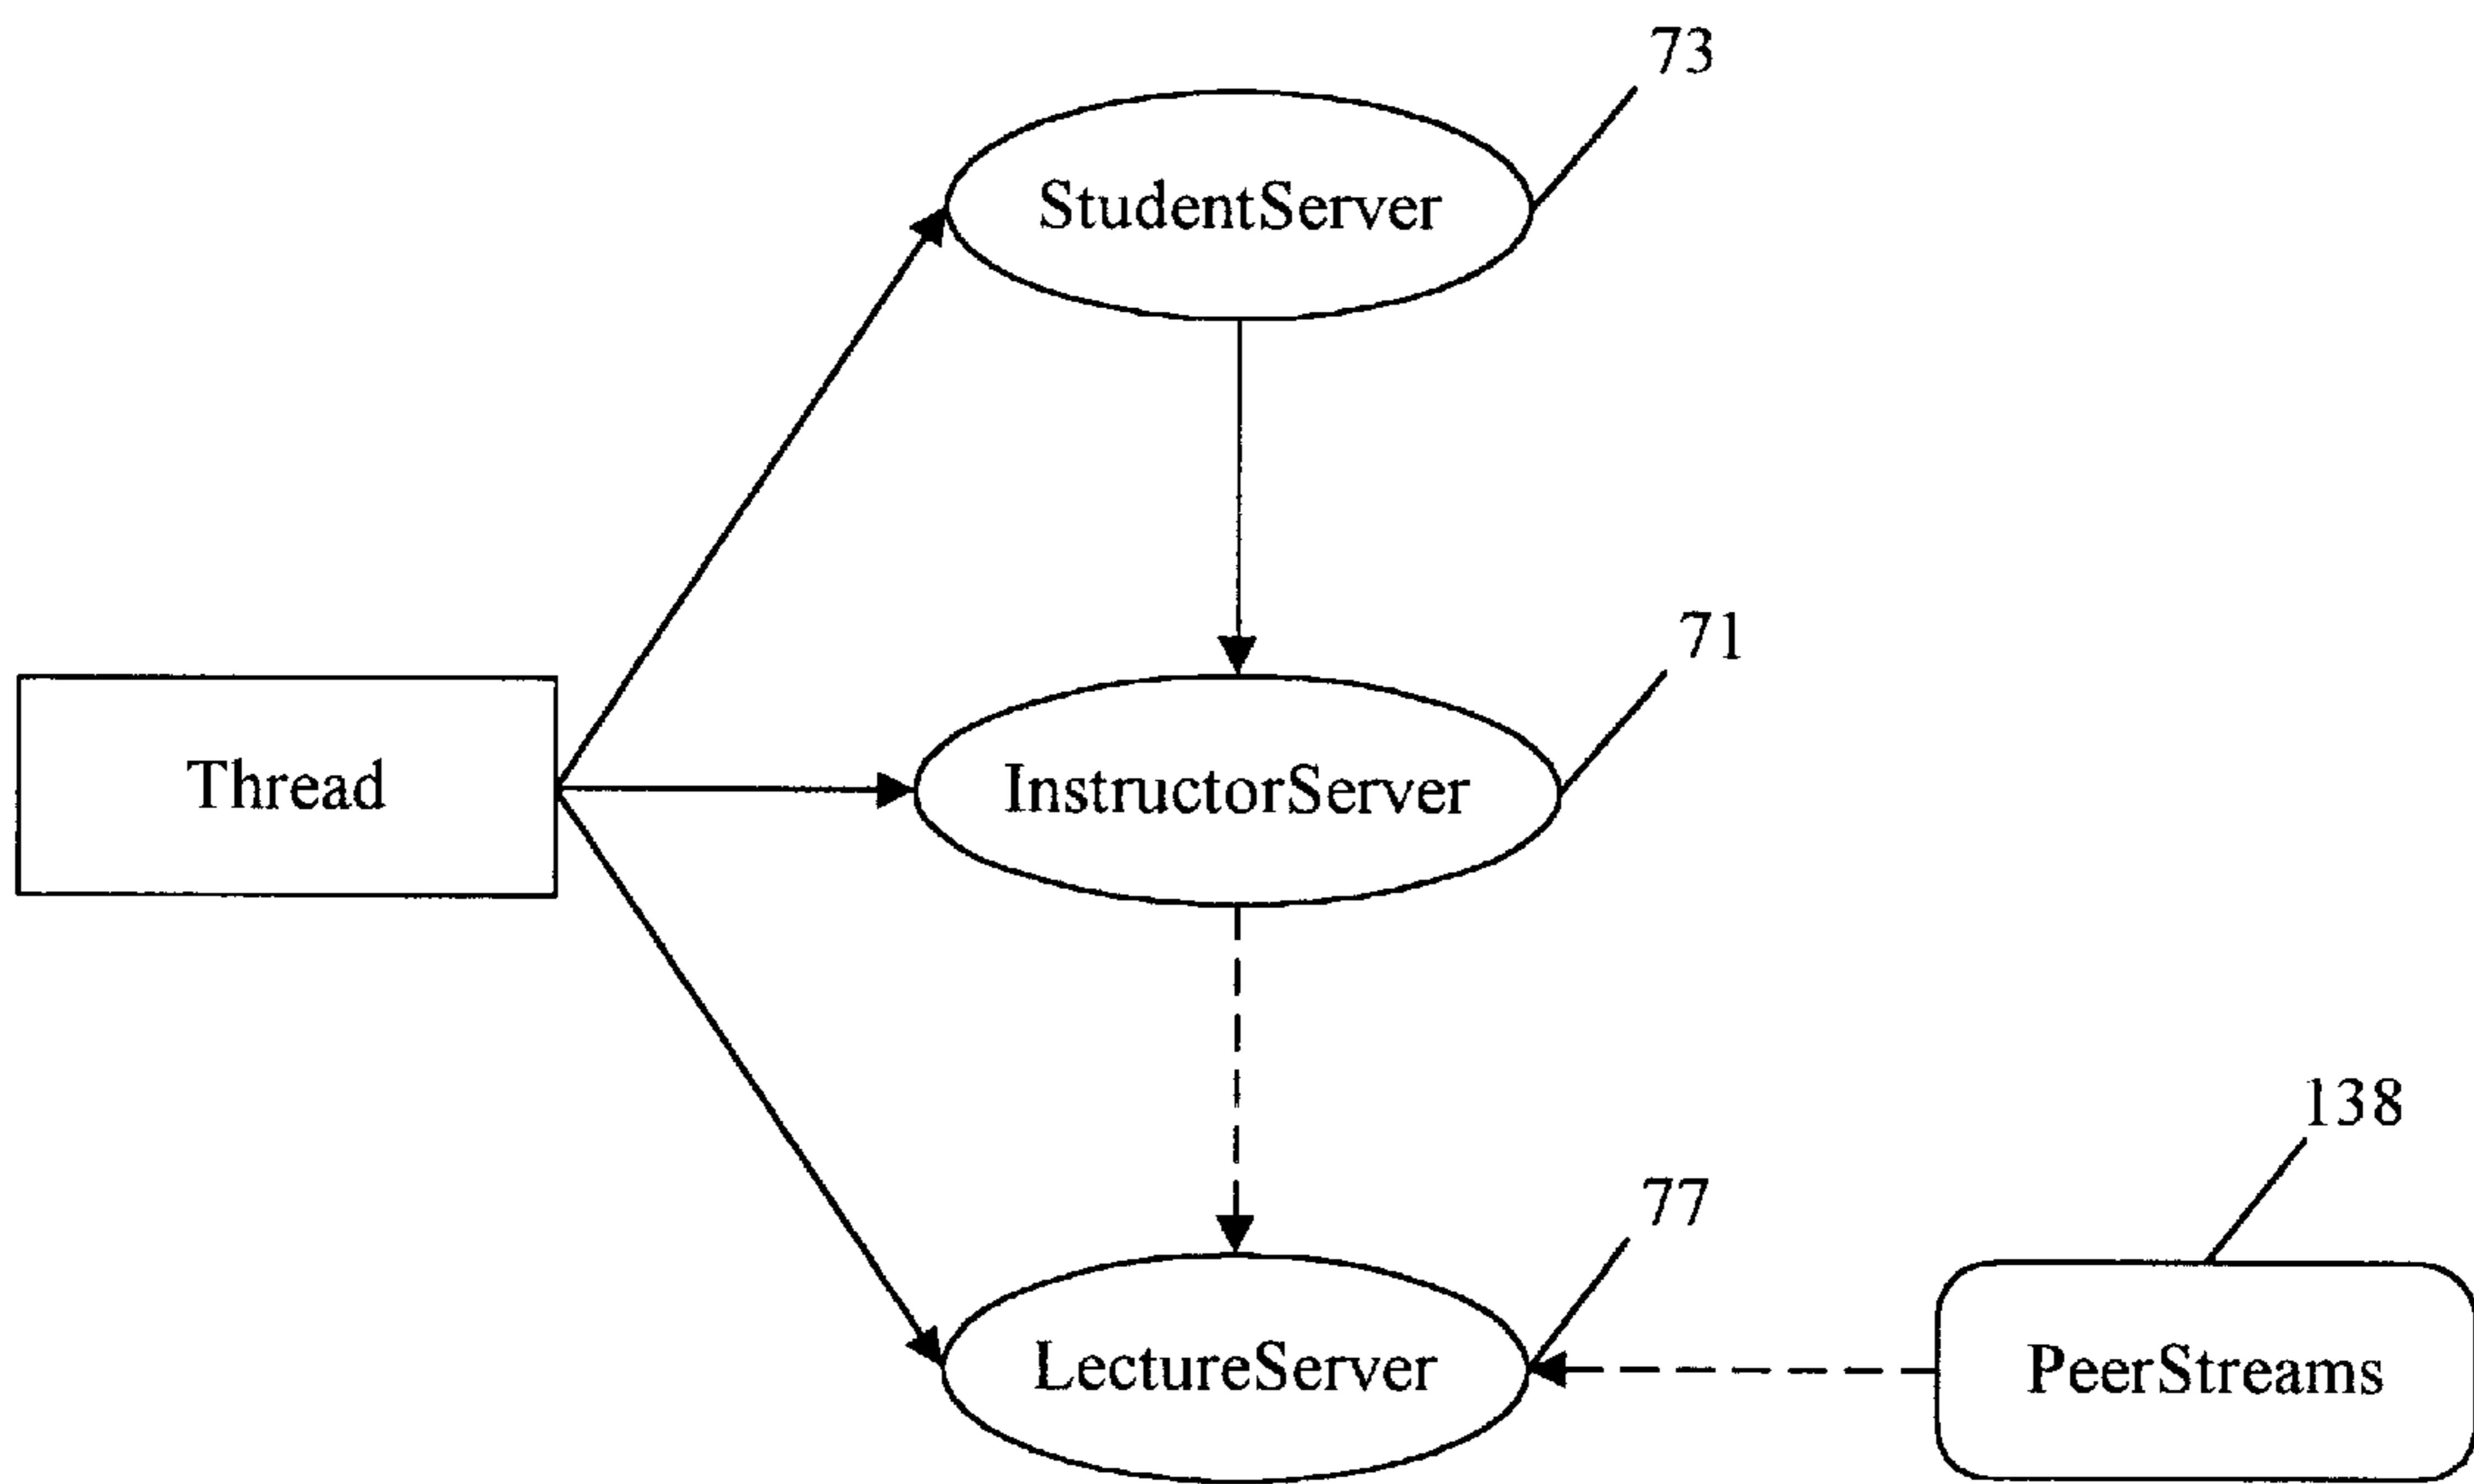 73
StudentServer
71
Thread
InstructorServer
138
77
LectureServer
PeerStreams